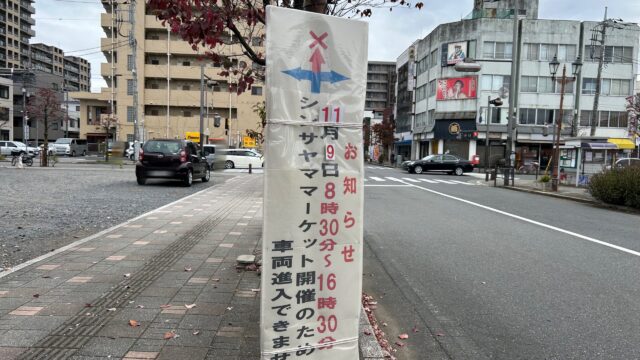 お知らせ
11月9日8時30分～16時30分
シンサヤママーケット開催のため
車両進入できませ